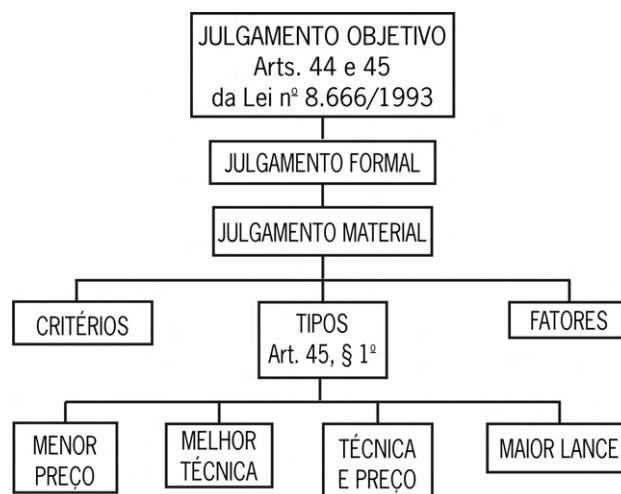 JULGAMENTO OBJETIVO
Arts. 44 e 45
da Lei nº 8.666/1993
JULGAMENTO FORMAL
JULGAMENTO MATERIAL
CRITÉRIOS
TIPOS
Art. 45, § 1º
FATORES
MENOR
PREÇO
MELHOR
TÉCNICA
TÉCNICA
E PREÇO
MAIOR LANCE